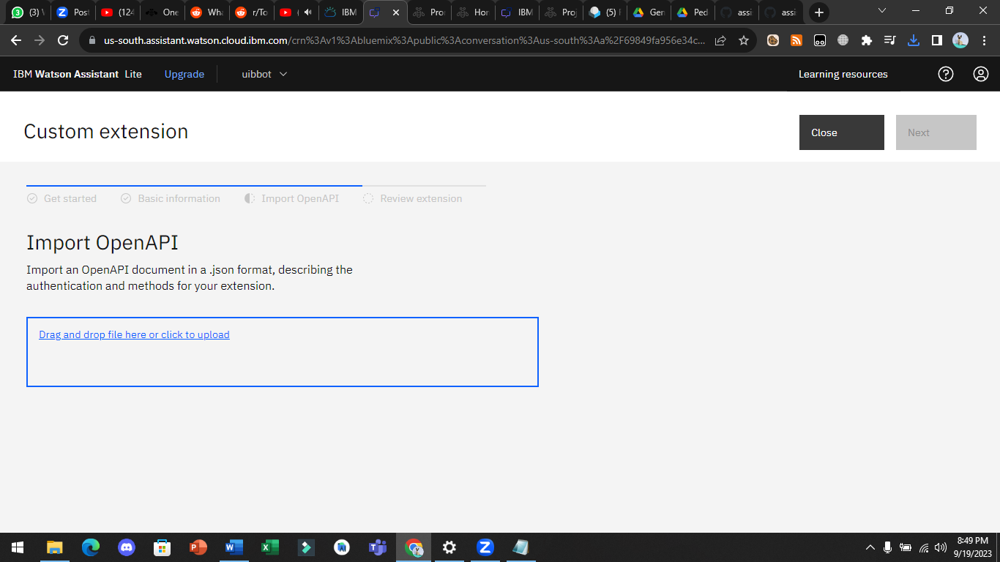 (3) W
Post
(124
One
Wha
r/To
(
IBM
Pro
Hor
IBM
Proj
(5) F
Gen
Ped
assi
assi
us-south.assistant.watson.cloud.ibm.com/crn%3Av1%3Abluemix%3Apublic%3Aconversation%3Aus-south%3Aa%2F69849fa956e34c...
IBM Watson Assistant Lite
Upgrade
uibbot
Learning resources
Custom extension
Close
Next
Get started
Basic information
Import OpenAPI
Review extension
Import OpenAPI
Import an OpenAPI document in a .json format, describing the
authentication and methods for your extension.
Drag and drop file here or click to upload
8:49 PM
9/19/2023